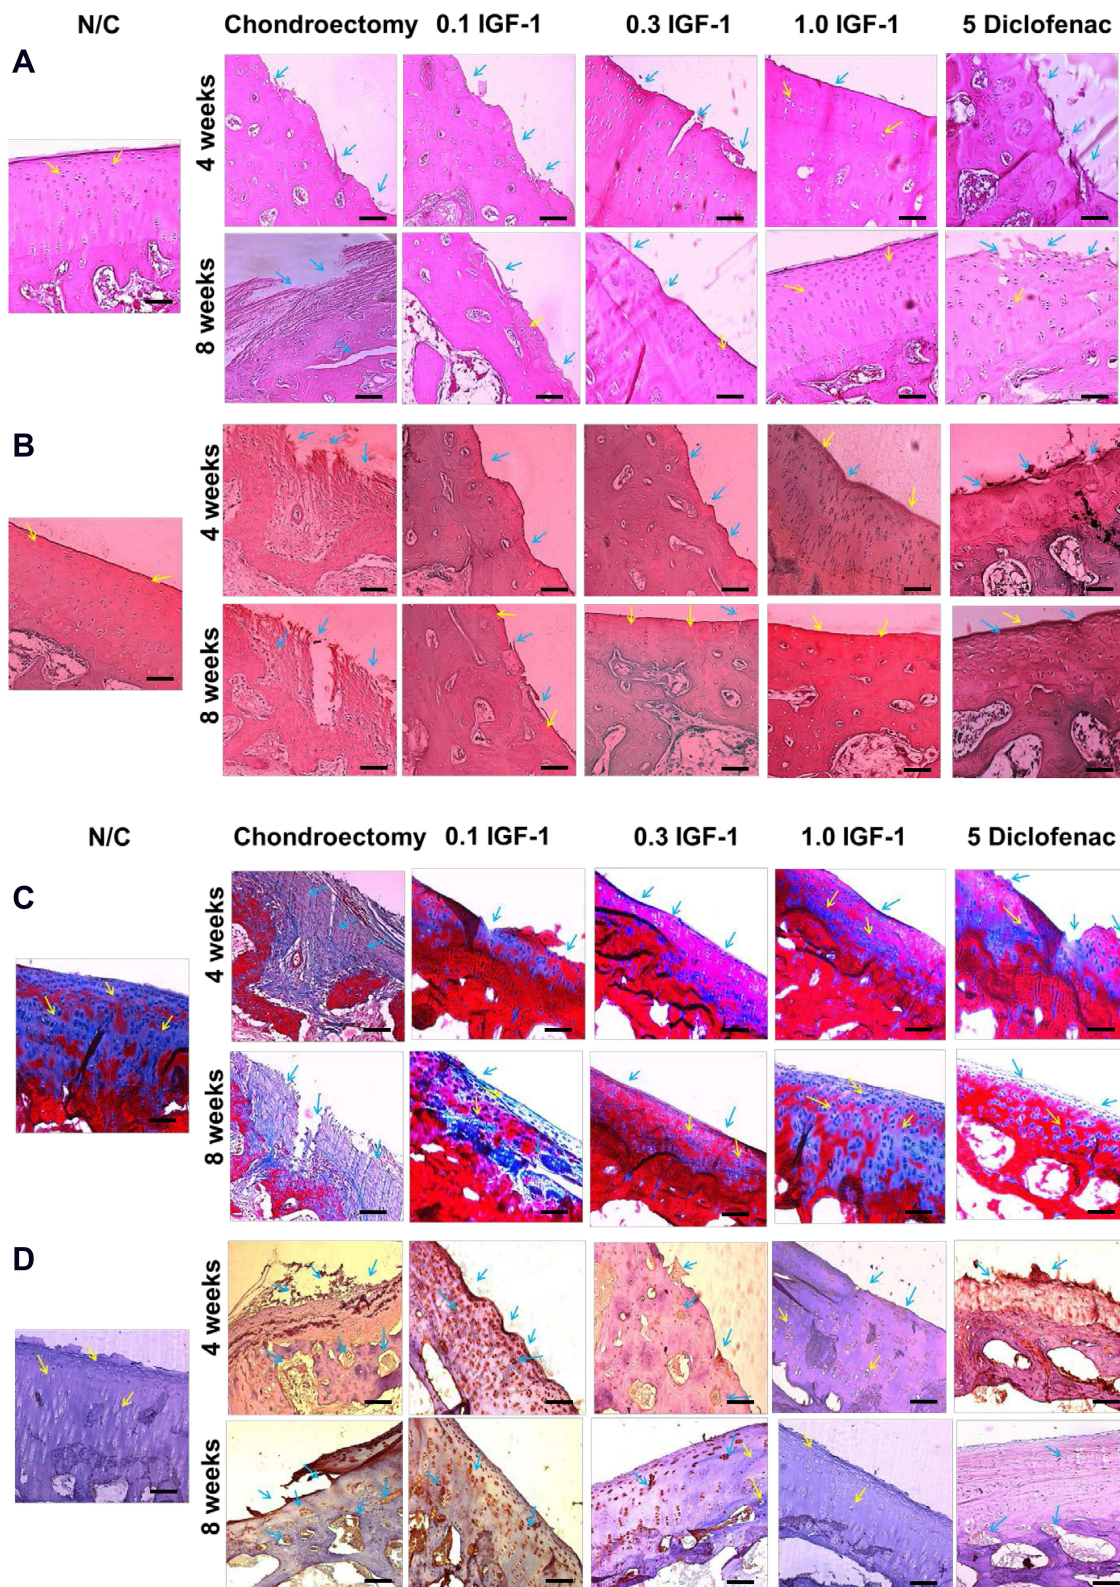 N/C Chondroectomy 0.1 IGF-1 0.3 IGF-1 1.0 IGF-1 5 Diclofenac
A
4 weeks
8 weeks
B
4 weeks
8 weeks
N/C Chondroectomy 0.1 IGF-1 0.3 IGF-1 1.0 IGF-1 5 Diclofenac
C
4 weeks
8 weeks
D
4 weeks
8 weeks